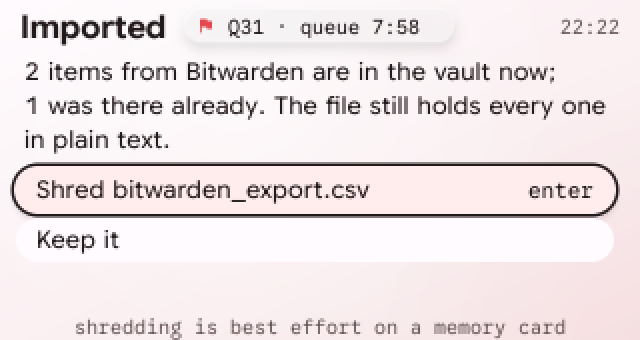 Imported
Q31 · queue 7:58
22:22
2 items from Bitwarden are in the vault now;
1 was there already. The file still holds every one
in plain text.
Shred bitwarden_export.csv
enter
Keep it
shredding is best effort on a memory card